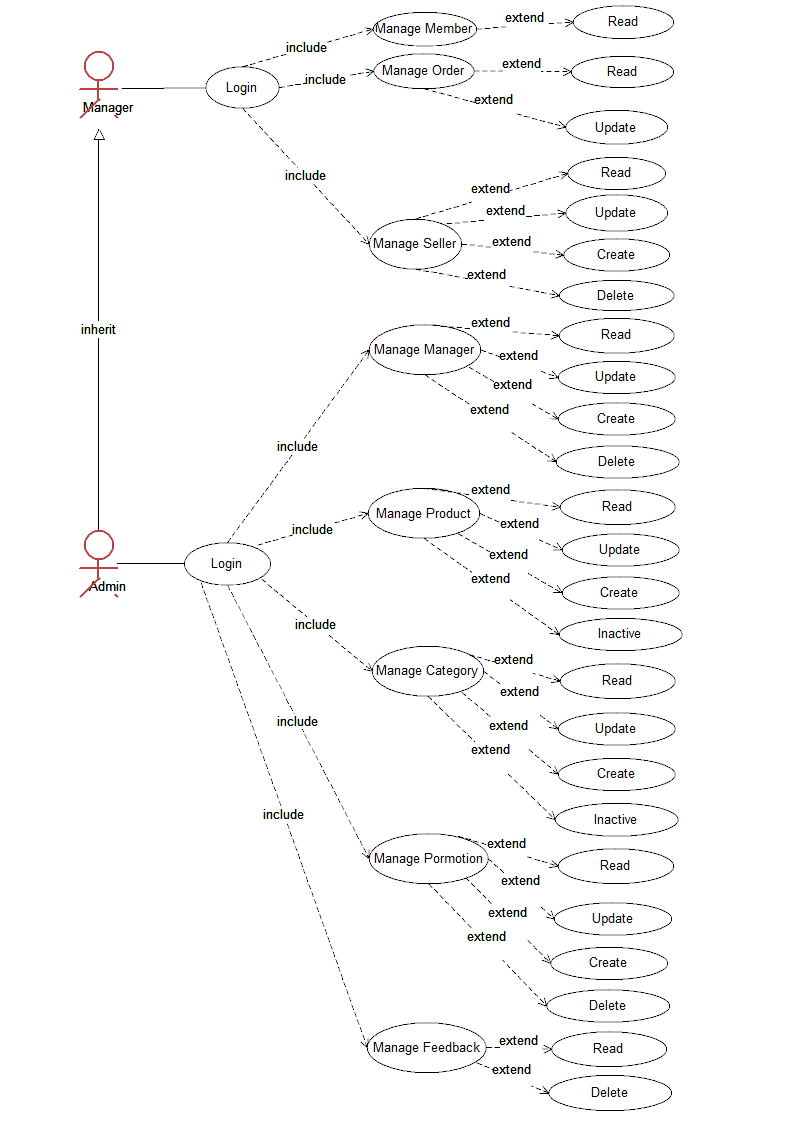 Manage Member
extend
Read
include
Manager
Login
include
Manage Order
extend
Read
extend
Update
include
Manage Seller
extend
Read
extend
Update
extend
Create
extend
Delete
inherit
Manage Manager
extend
Read
extend
Update
extend
Create
extend
Delete
include
Manage Product
extend
Read
extend
Update
extend
Create
extend
Inactive
include
Admin
Login
include
Manage Category
extend
Read
extend
Update
extend
Create
extend
Inactive
include
Manage Pormotion
extend
Read
extend
Update
extend
Create
extend
Delete
include
Manage Feedback
extend
Read
extend
Delete